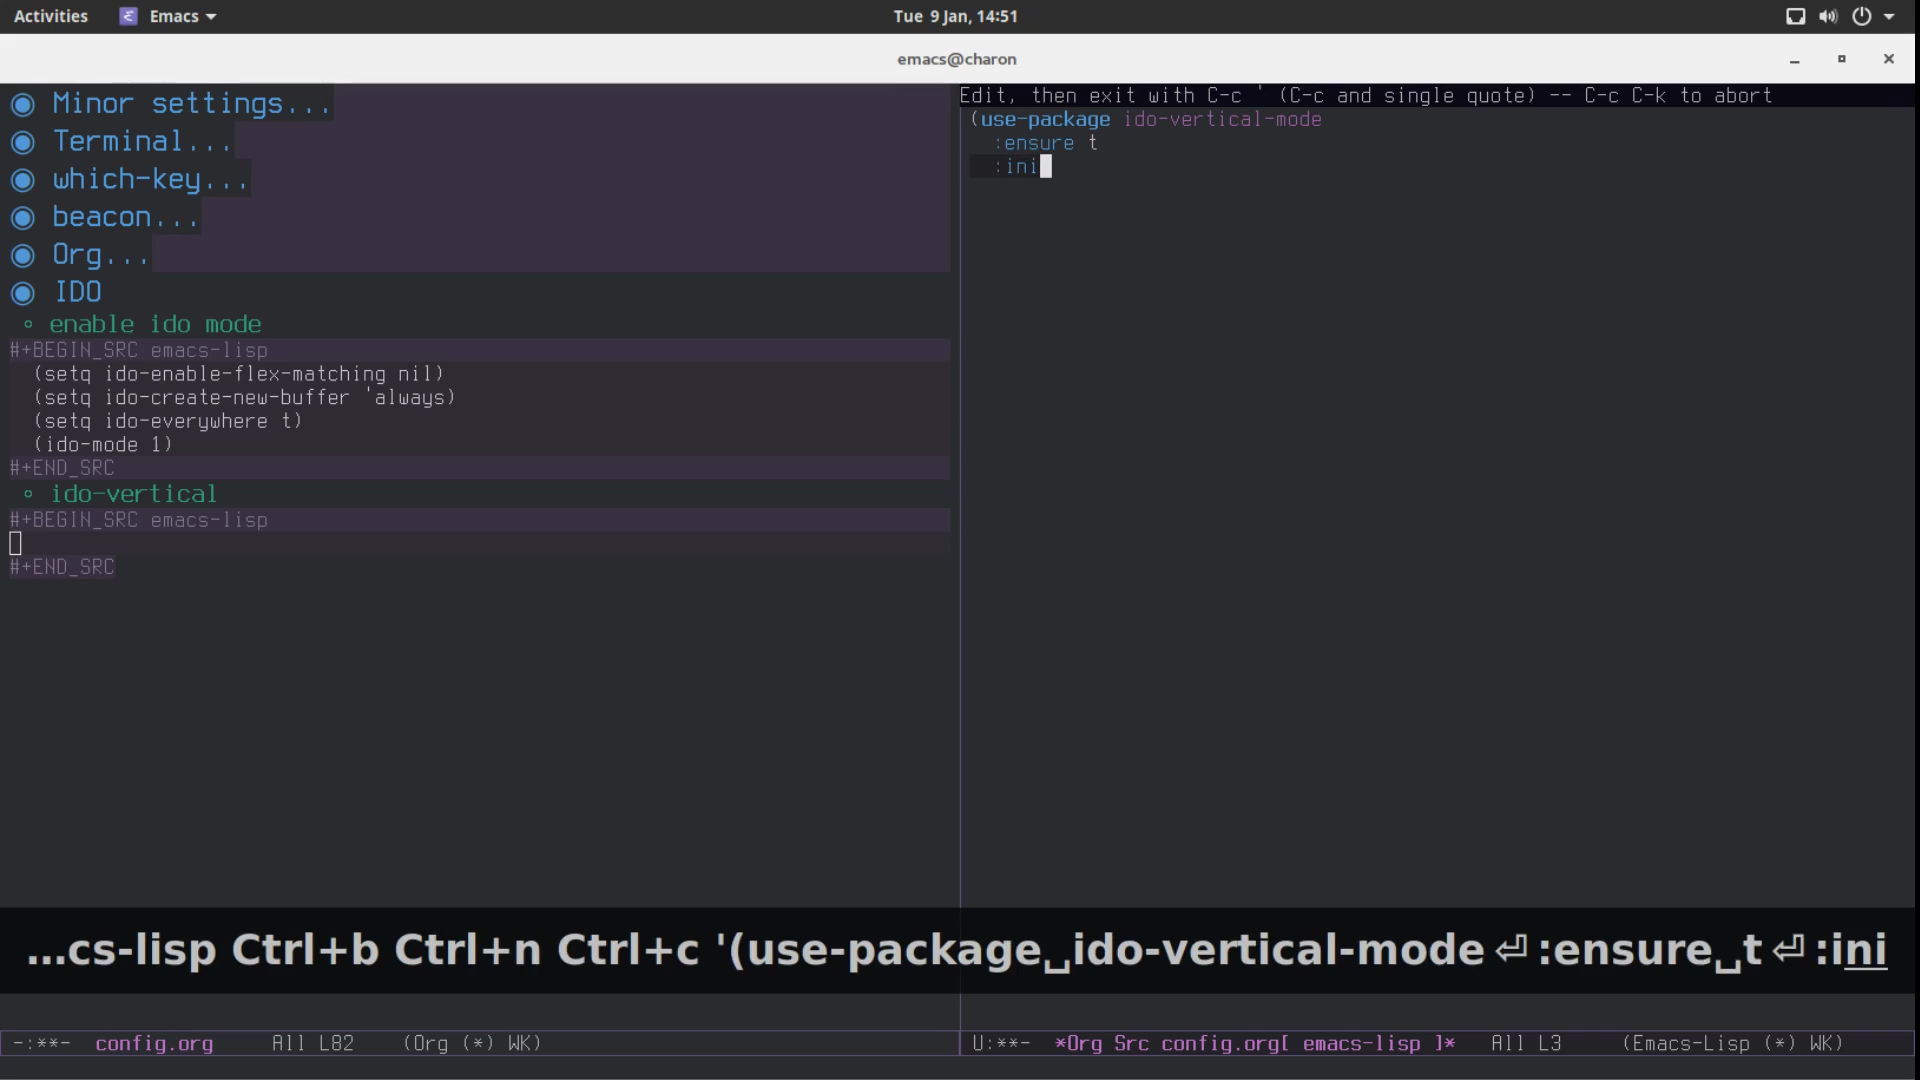 Activities Emacs Tue 9 Jan, 14:51
emacs@charon
Minor settings...
Terminal...
which-key...
beacon...
Org...
IDO
enable ido mode
#+BEGIN_SRC emacs-lisp
(setq ido-enable-flex-matching nil)
(setq ido-create-new-buffer 'always)
(setq ido-everywhere t)
(ido-mode 1)
#+END_SRC
ido-vertical
#+BEGIN_SRC emacs-lisp
#+END_SRC
Edit, then exit with C-c ' (C-c and single quote) -- C-c C-k to abort
(use-package ido-vertical-mode
:ensure t
:ini
...cs-lisp Ctrl+b Ctrl+n Ctrl+c '(use-package␣ido-vertical-mode⏎:ensure␣t⏎:ini
-:**- config.org All L82 (Org (*) WK)
U:**- *Org Src config.org[ emacs-lisp ]* All L3 (Emacs-Lisp (*) WK)